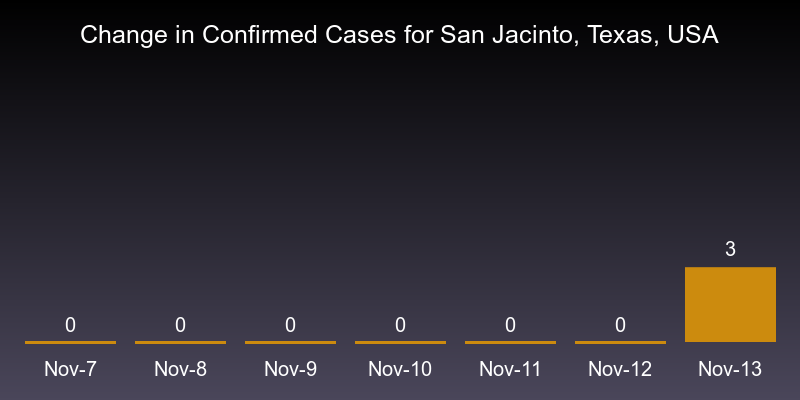 Change in Confirmed Cases for San Jacinto, Texas, USA
3
0 0 0 0 0 0
Nov-7 Nov-8 Nov-9 Nov-10 Nov-11 Nov-12 Nov-13